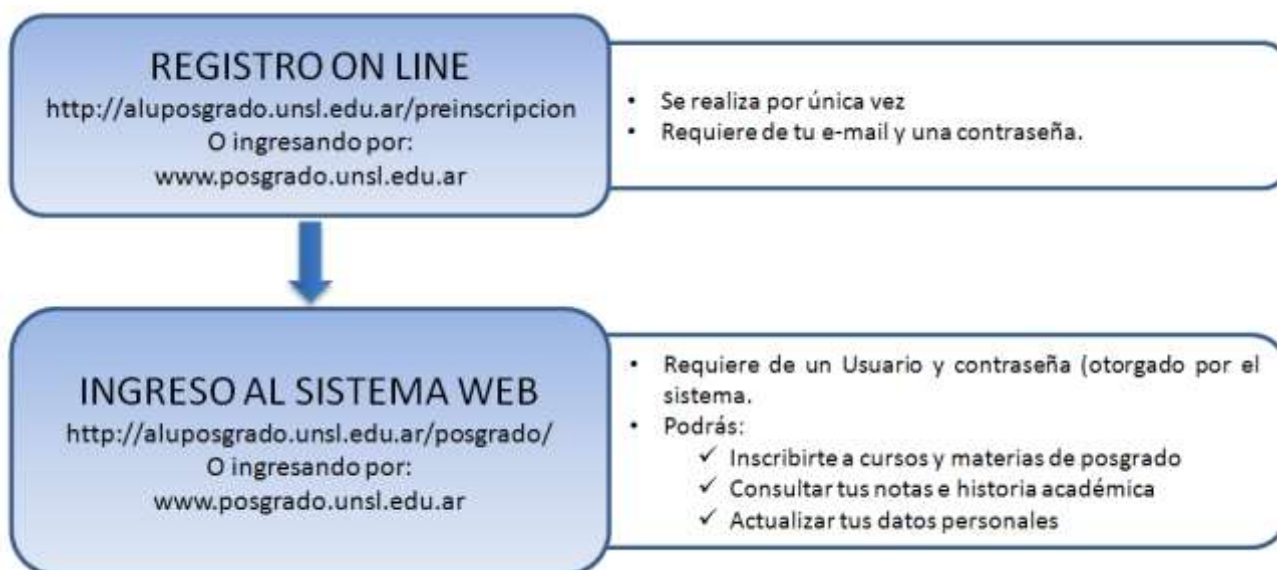 REGISTRO ON LINE
http://aluposgrado.unsl.edu.ar/preinscripcion
O ingresando por:
www.posgrado.unsl.edu.ar
• Se realiza por única vez
• Requiere de tu e-mail y una contraseña.
INGRESO AL SISTEMA WEB
http://aluposgrado.unsl.edu.ar/posgrado/
O ingresando por:
www.posgrado.unsl.edu.ar
• Requiere de un Usuario y contraseña (otorgado por el
sistema.
• Podrás:
✓ Inscribirte a cursos y materias de posgrado
✓ Consultar tus notas e historia académica
✓ Actualizar tus datos personales